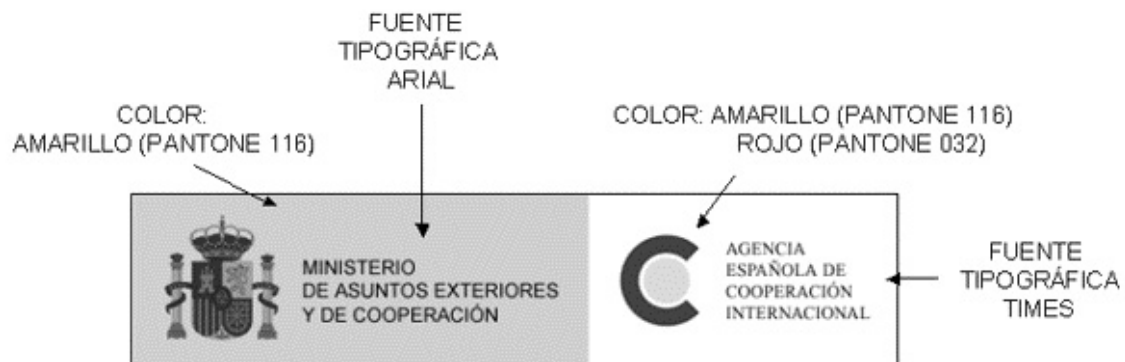 FUENTE
TIPOGRÁFICA
ARIAL
COLOR:
AMARILLO (PANTONE 116)
COLOR: AMARILLO (PANTONE 116)
ROJO (PANTONE 032)
MINISTERIO
DE ASUNTOS EXTERIORES
Y DE COOPERACIÓN
AGENCIA
ESPAÑOLA DE
COOPERACIÓN
INTERNACIONAL
FUENTE
TIPOGRÁFICA
TIMES